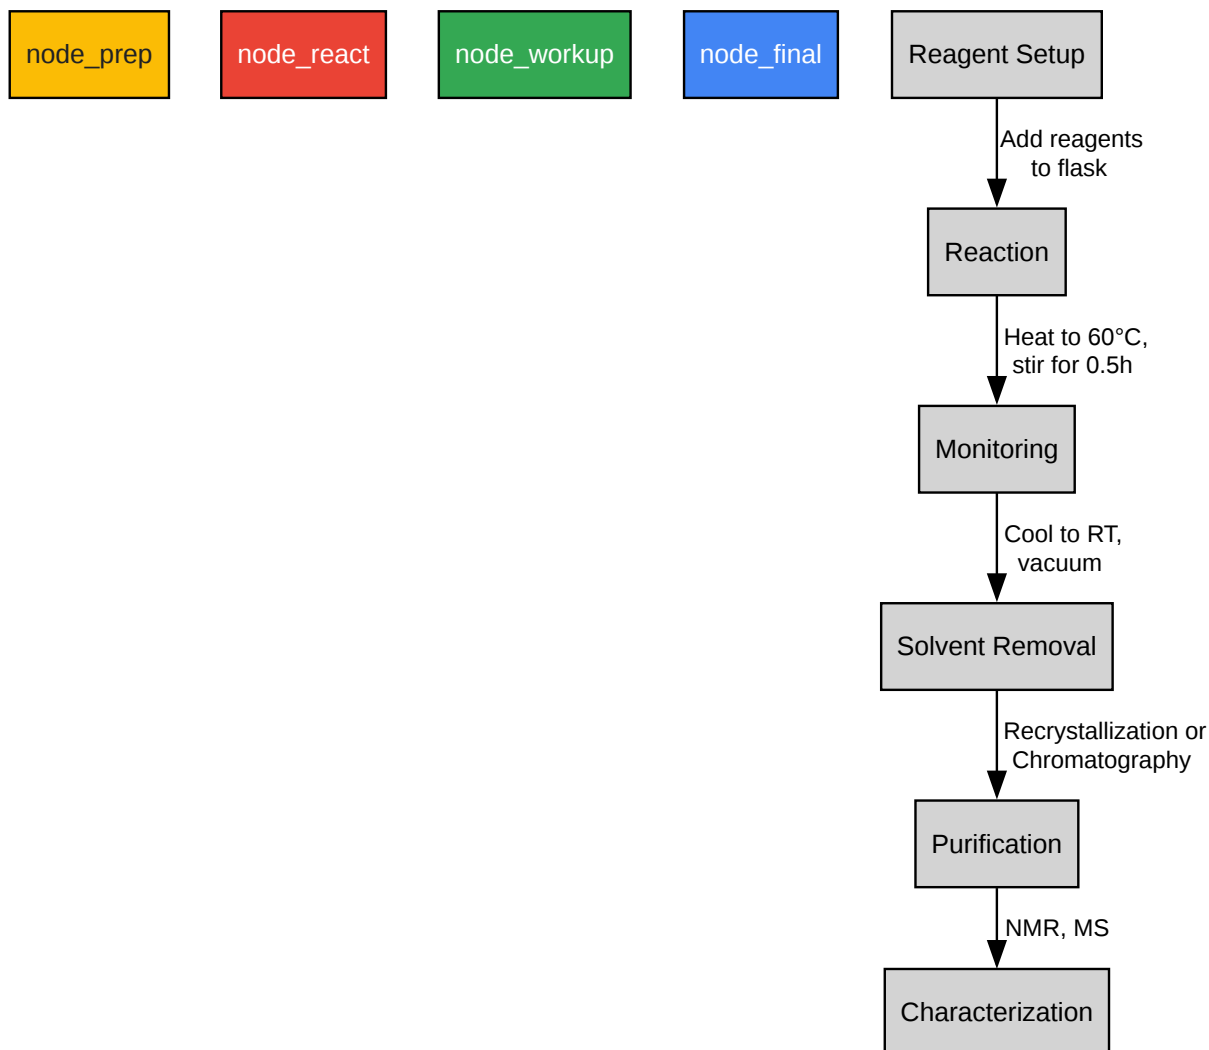 node_prep
node_react
node_workup
node_final
Reagent Setup
Add reagents
to flask
Reaction
Heat to 60°C,
stir for 0.5h
Monitoring
Cool to RT,
vacuum
Solvent Removal
Recrystallization or
Chromatography
Purification
NMR, MS
Characterization